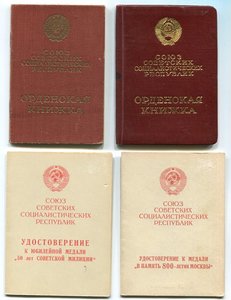 СОЮЗ
СОВЕТСКИХ
СОЦИАЛИСТИЧЕСКИХ
РЕСПУБЛИК
ОРДЕНСКАЯ
КНИЖКА
СОЮЗ
СОВЕТСКИХ
СОЦИАЛИСТИЧЕСКИХ
РЕСПУБЛИК
ОРДЕНСКАЯ
КНИЖКА
СОЮЗ
СОВЕТСКИХ
СОЦИАЛИСТИЧЕСКИХ
РЕСПУБЛИК
УДОСТОВЕРЕНИЕ
К ЮБИЛЕЙНОЙ МЕДАЛИ
„50 лет СОВЕТСКОЙ МИЛИЦИИ"
СОЮЗ
СОВЕТСКИХ
СОЦИАЛИСТИЧЕСКИХ
РЕСПУБЛИК
УДОСТОВЕРЕНИЕ К МЕДАЛИ
„В ПАМЯТЬ 800-ЛЕТИЯ МОСКВЫ"